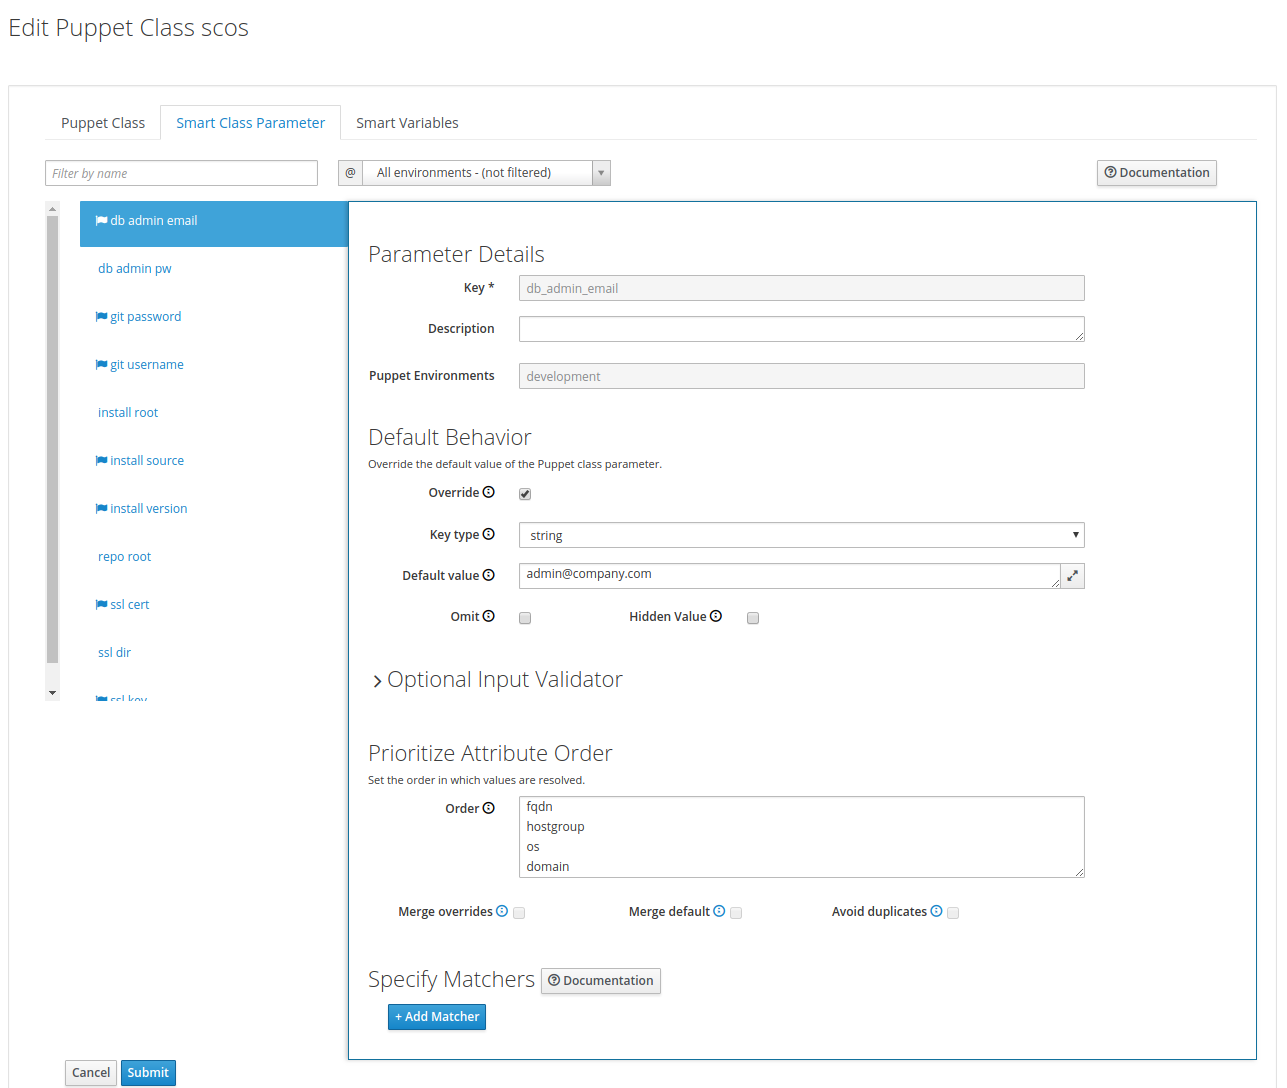 Edit Puppet Class scos
Puppet Class Smart Class Parameter Smart Variables
Filter by name @ All environments - (not filtered) Documentation
db admin email
db admin pw
git password
git username
install root
install source
install version
repo root
ssl cert
ssl dir
ssl key
Parameter Details
Key * db_admin_email
Description
Puppet Environments development
Default Behavior
Override the default value of the Puppet class parameter.
Override
Key type string
Default value admin@company.com
Omit Hidden Value
Optional Input Validator
Prioritize Attribute Order
Set the order in which values are resolved.
Order fqdn
hostgroup
os
domain
Merge overrides Merge default Avoid duplicates
Specify Matchers Documentation
+ Add Matcher
Cancel Submit